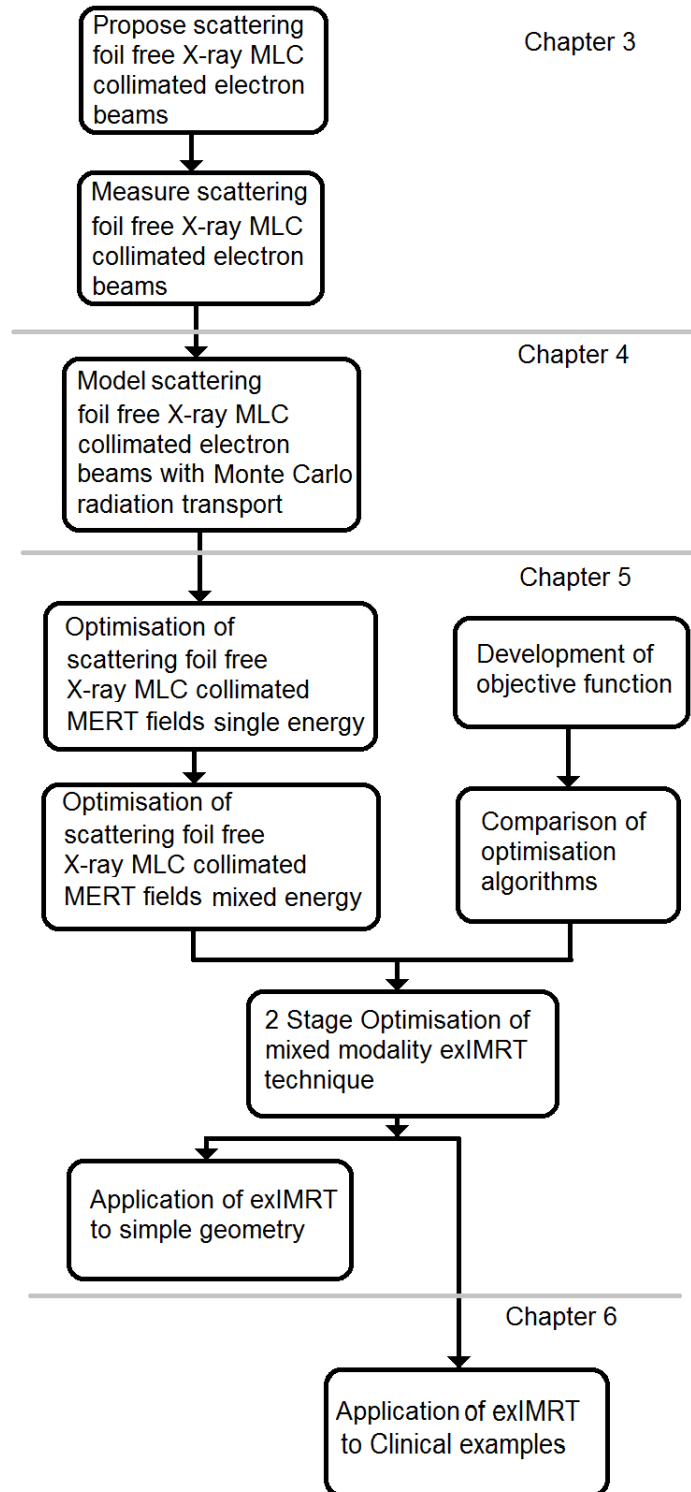 Propose scattering
foil free X-ray MLC
collimated electron
beams
Chapter 3
Measure scattering
foil free X-ray MLC
collimated electron
beams
Chapter 4
Model scattering
foil free X-ray MLC
collimated electron
beams with Monte Carlo
radiation transport
Chapter 5
Optimisation of
scattering foil free
X-ray MLC collimated
MERT fields single energy
Development of
objective function
Optimisation of
scattering foil free
X-ray MLC collimated
MERT fields mixed energy
Comparison of
optimisation
algorithms
2 Stage Optimisation of
mixed modality exIMRT
technique
Application of exIMRT
to simple geometry
Chapter 6
Application of exIMRT
to Clinical examples